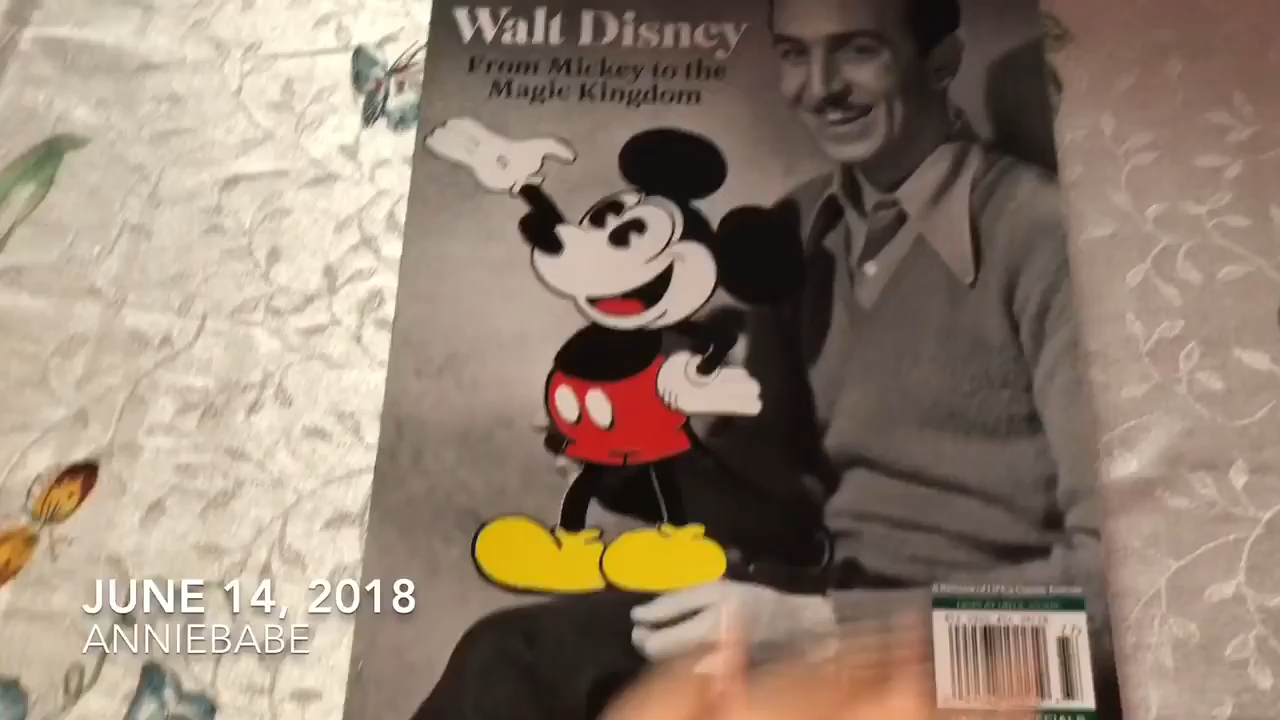 Walt Disney
From Mickey to the
Magic Kingdom
JUNE 14, 2018
ANNIEBABE